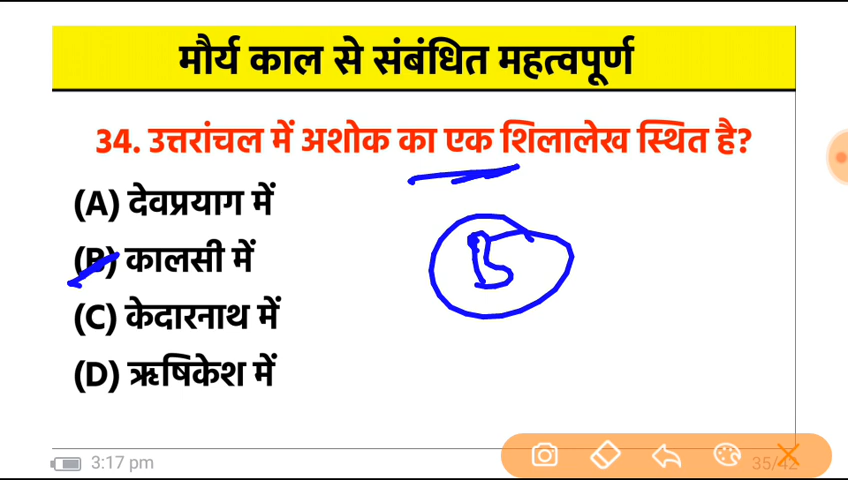 मौर्य काल से संबंधित महत्वपूर्ण
34. उत्तरांचल में अशोक का एक शिलालेख स्थित है?
(A) देवप्रयाग में
(B) कालसी में
(C) केदारनाथ में
(D) ऋषिकेश में
3:17 pm
35/42